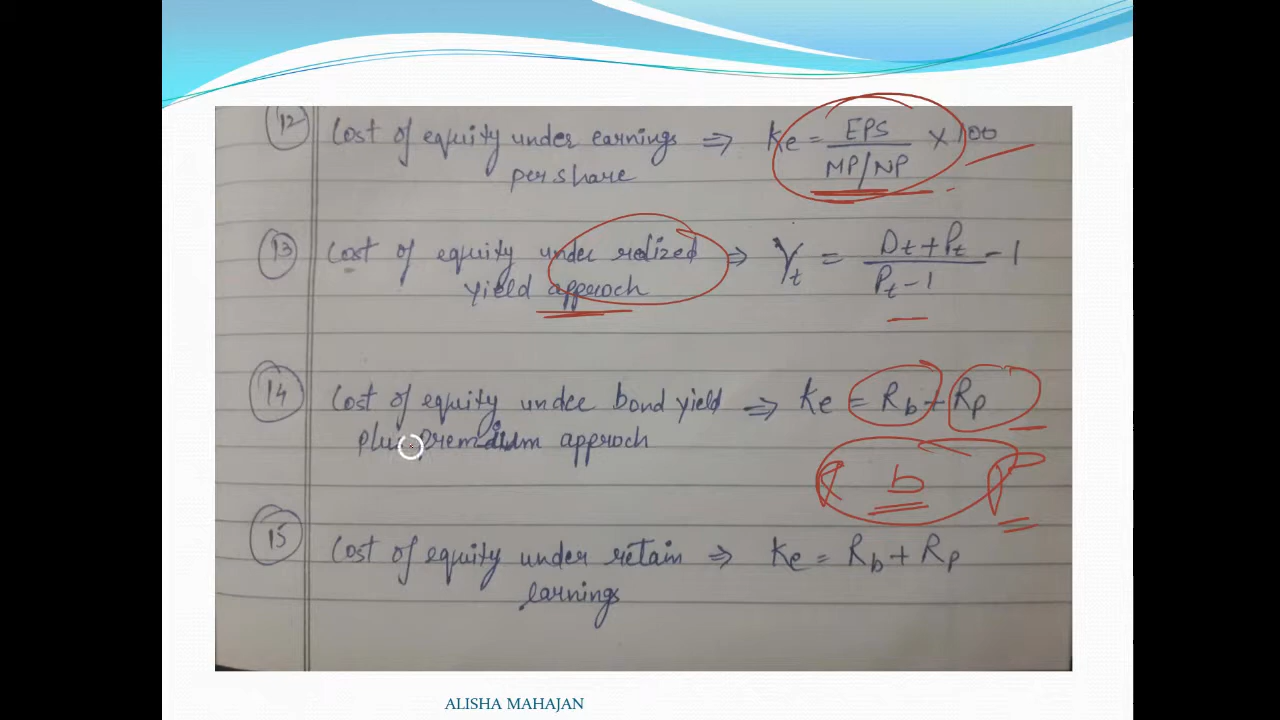 12 Cost of equity under earnings ⇒ Ke = EPS / MP/NP × 100
per share
13 Cost of equity under realized ⇒ Yt = Dt + Pt / Pt - 1 - 1
yield approch
14 Cost of equity under bond yield ⇒ Ke = Rb + Rp
plus premium approch
b P
15 Cost of equity under retain ⇒ Ke = Rb + Rp
earnings
ALISHA MAHAJAN